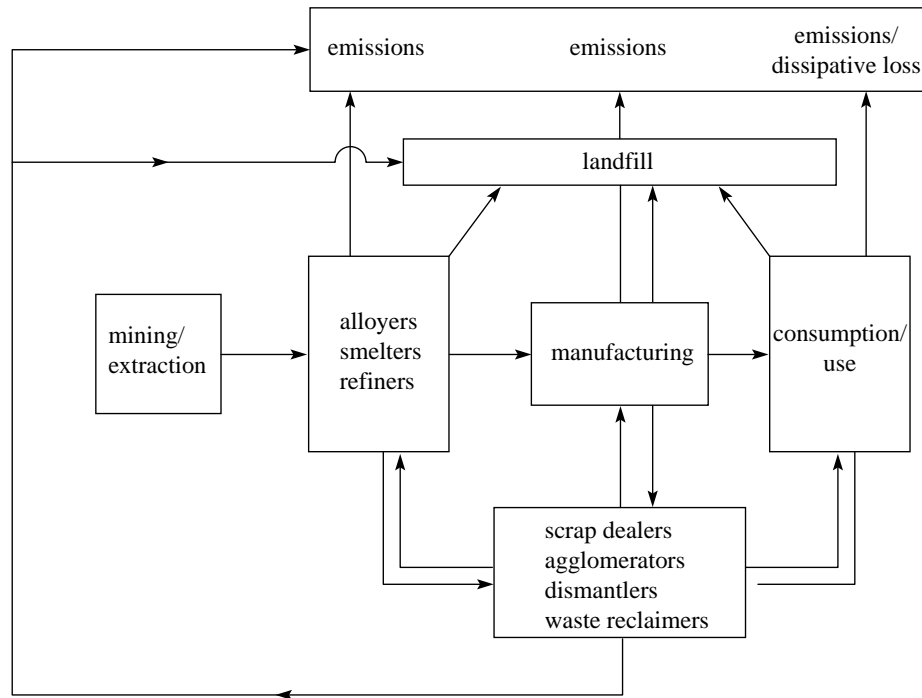 emissions
emissions
emissions/
dissipative loss
landfill
mining/
extraction
alloyers
smelters
refiners
manufacturing
consumption/
use
scrap dealers
agglomerators
dismantlers
waste reclaimers